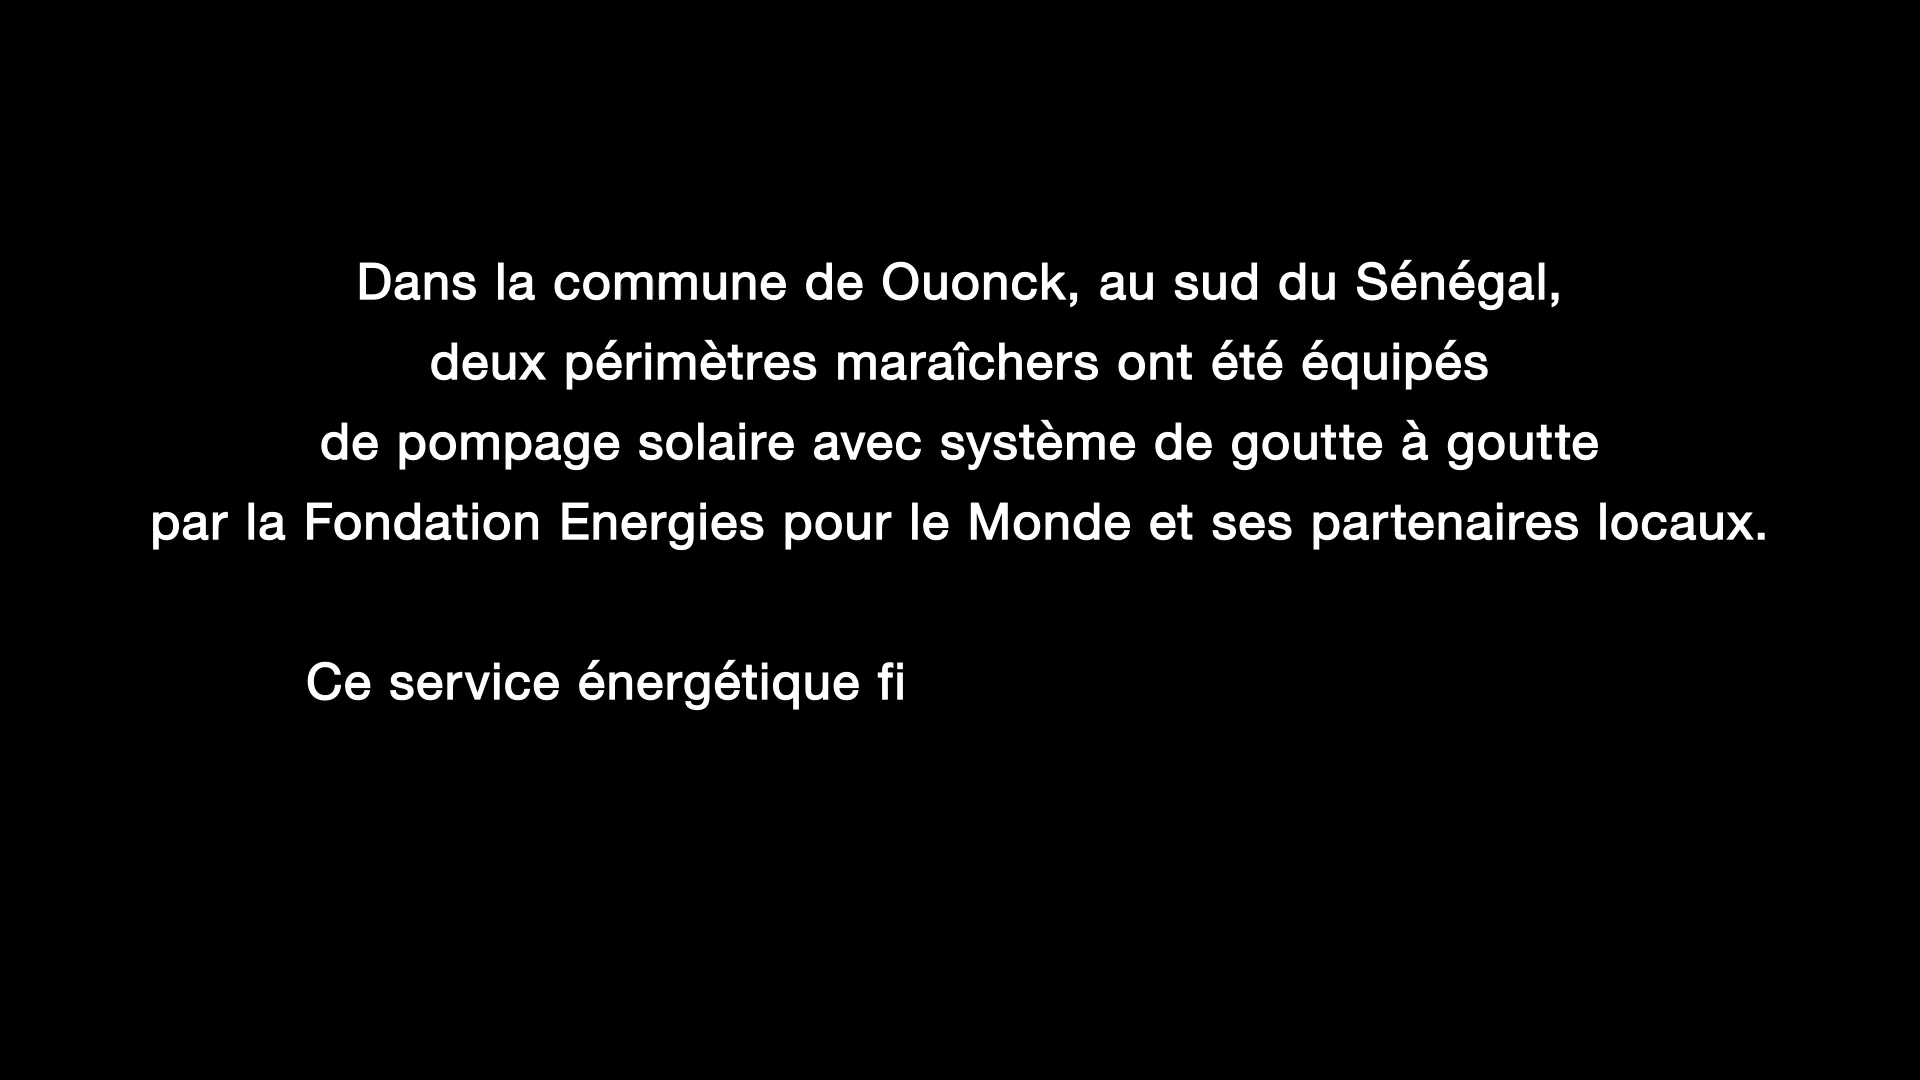 Dans la commune de Ouonck, au sud du Sénégal,
deux périmètres maraîchers ont été équipés
de pompage solaire avec système de goutte à goutte
par la Fondation Energies pour le Monde et ses partenaires locaux.
Ce service énergétique fi